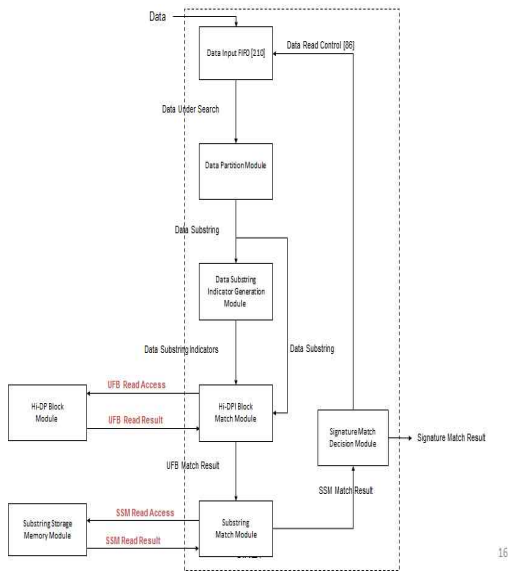 Data
Data Input FIFO [210]
Data Read Control [86]
Data Under Search
Data Partition Module
Data Substring
Data Substring
Indicator Generation
Module
Data Substring Indicators
Data Substring
UFB Read Access
Hi-DP Block
Module
Hi-DPI Block
Match Module
UFB Read Result
Signature Match
Decision Module
Signature Match Result
UFB Match Result
SSM Match Result
SSM Read Access
Substring Storage
Memory Module
Substring
Match Module
SSM Read Result
16